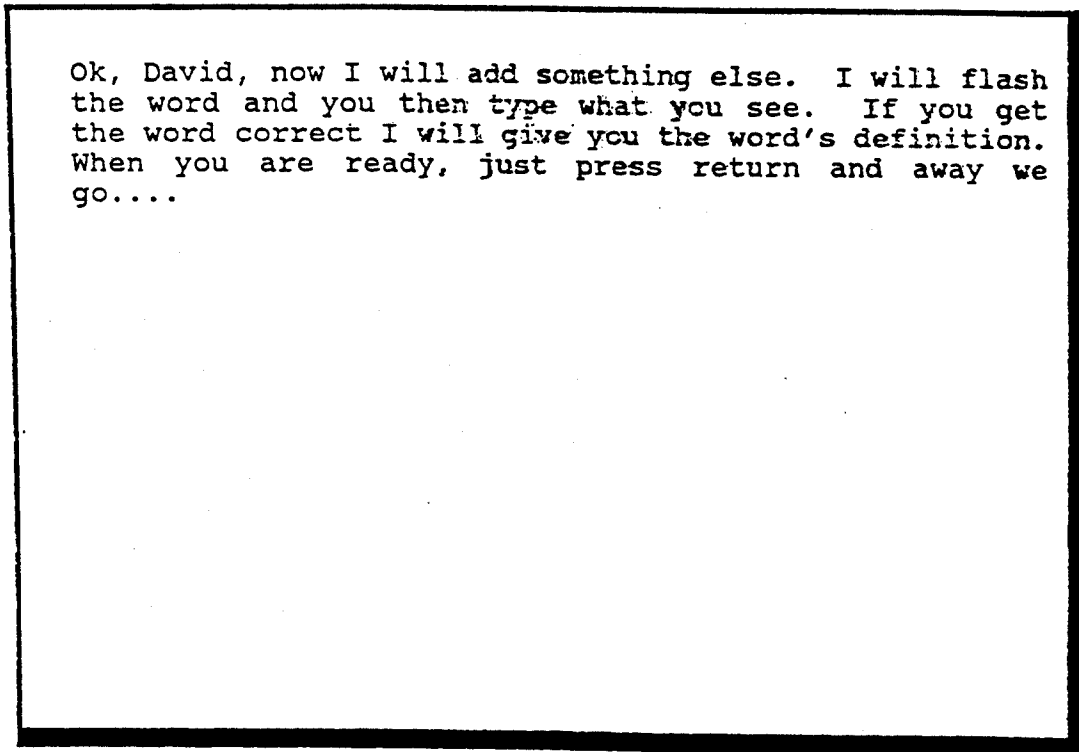 Ok, David, now I will add something else. I will flash
the word and you then type what you see. If you get
the word correct I will give you the word's definition.
When you are ready, just press return and away we
go....